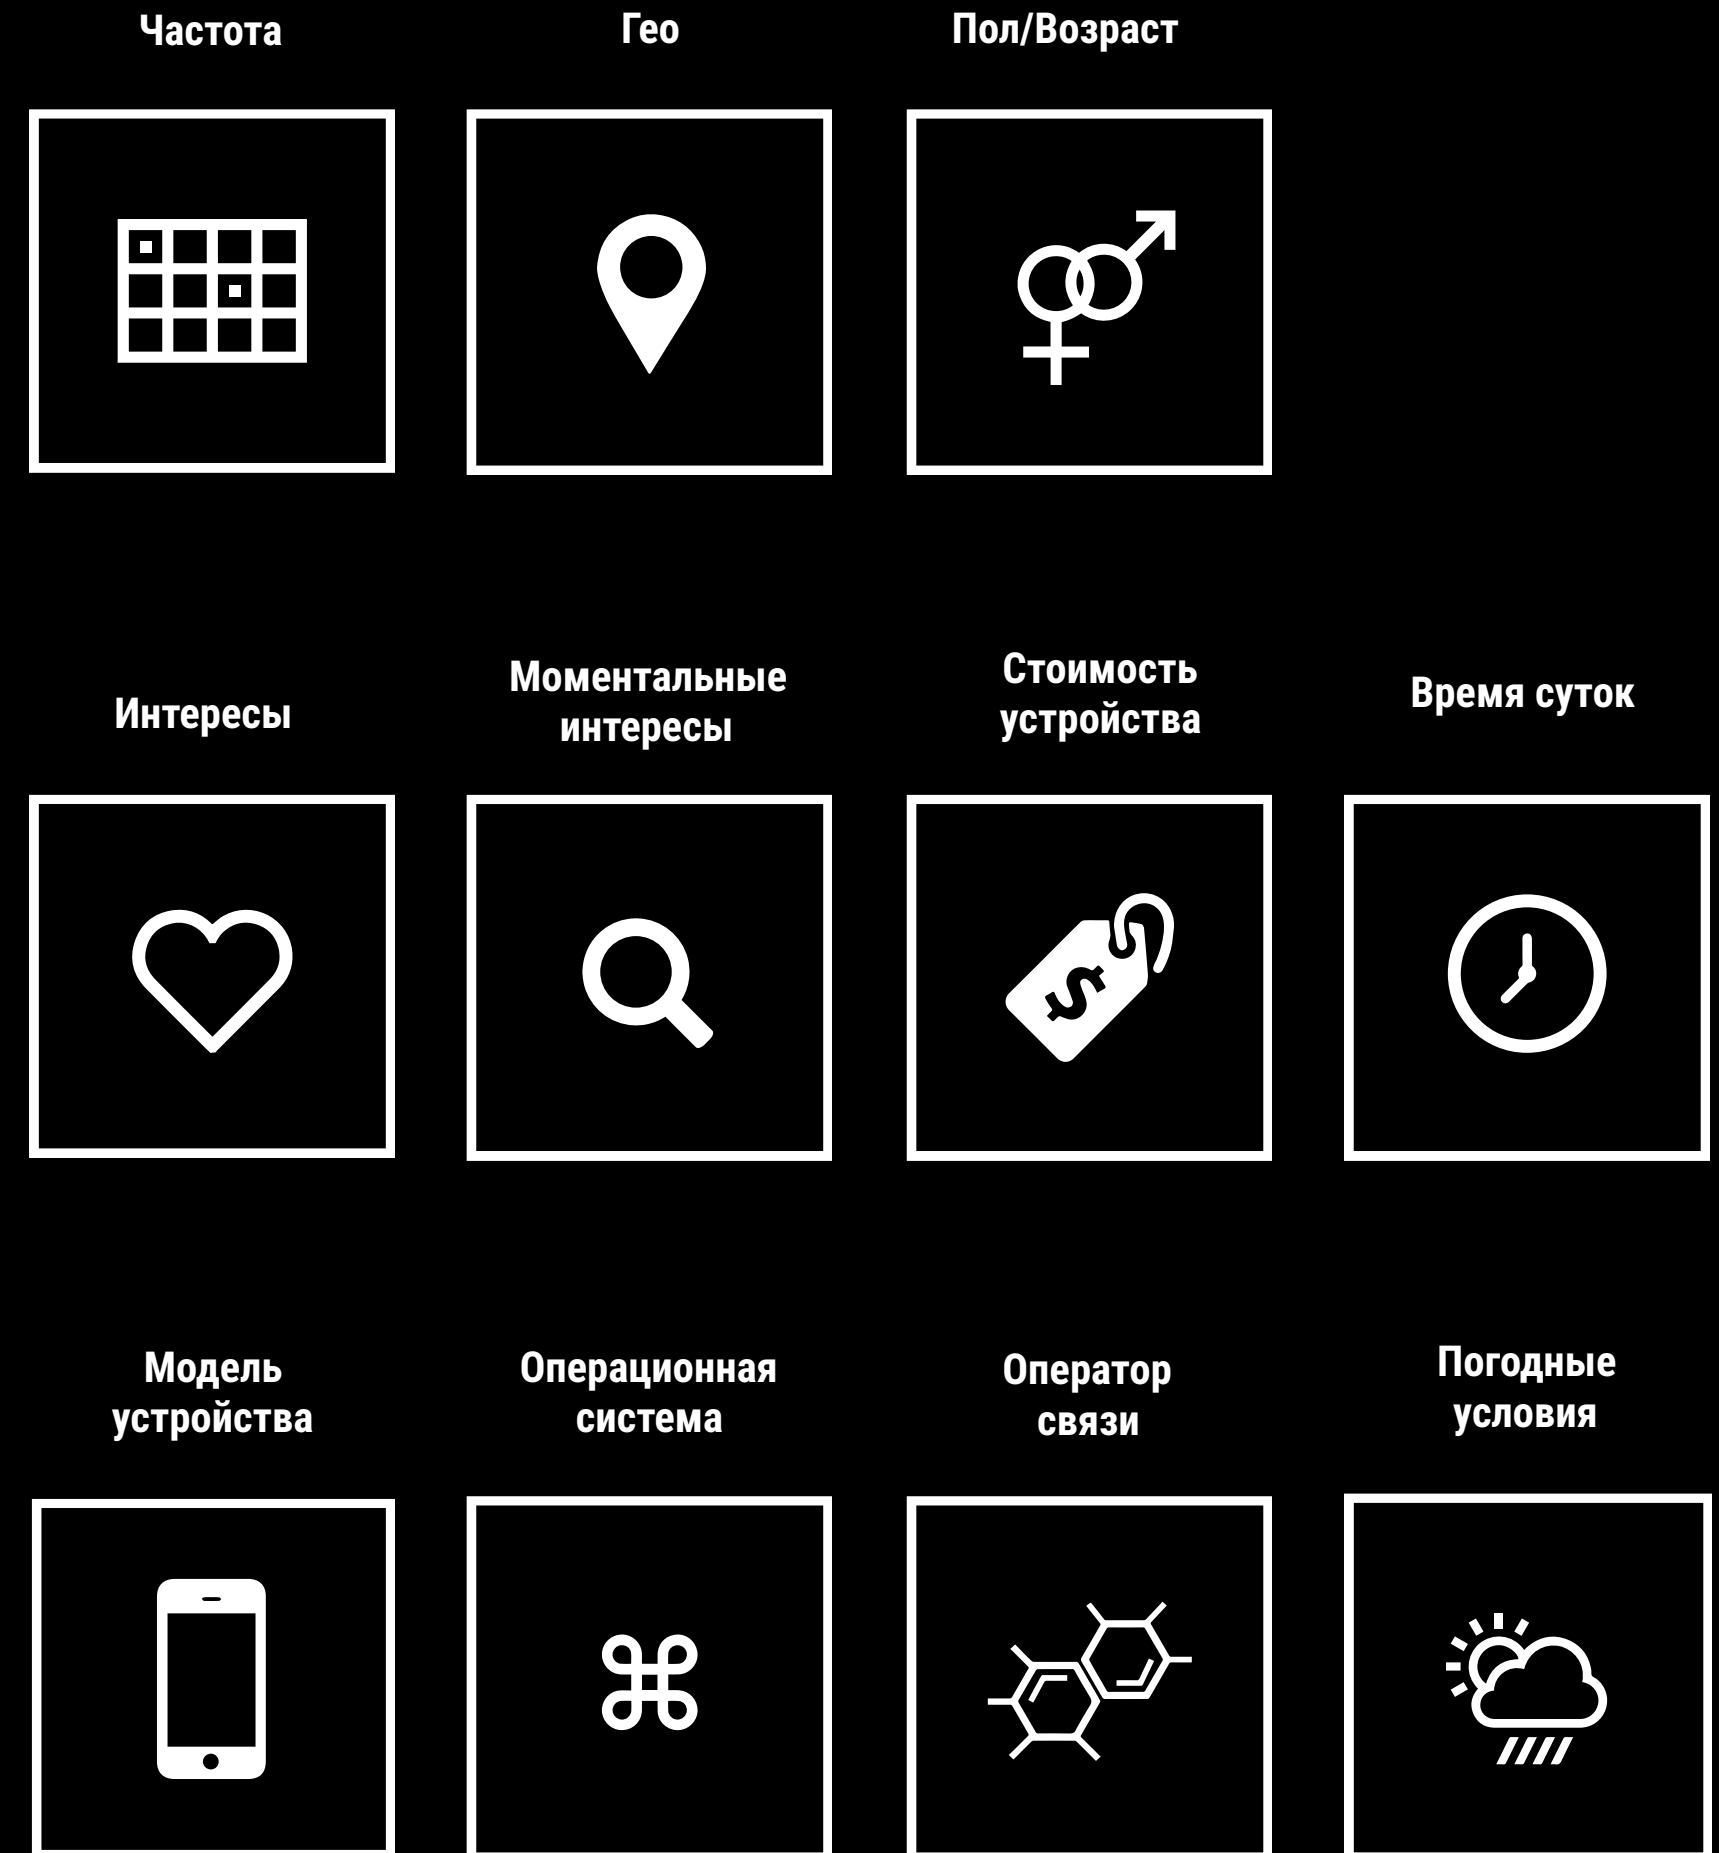 Частота
Гео
Пол/Возраст
Интересы
Моментальные
интересы
Стоимость
устройства
Время суток
Модель
устройства
Операционная
система
Оператор
связи
Погодные
условия